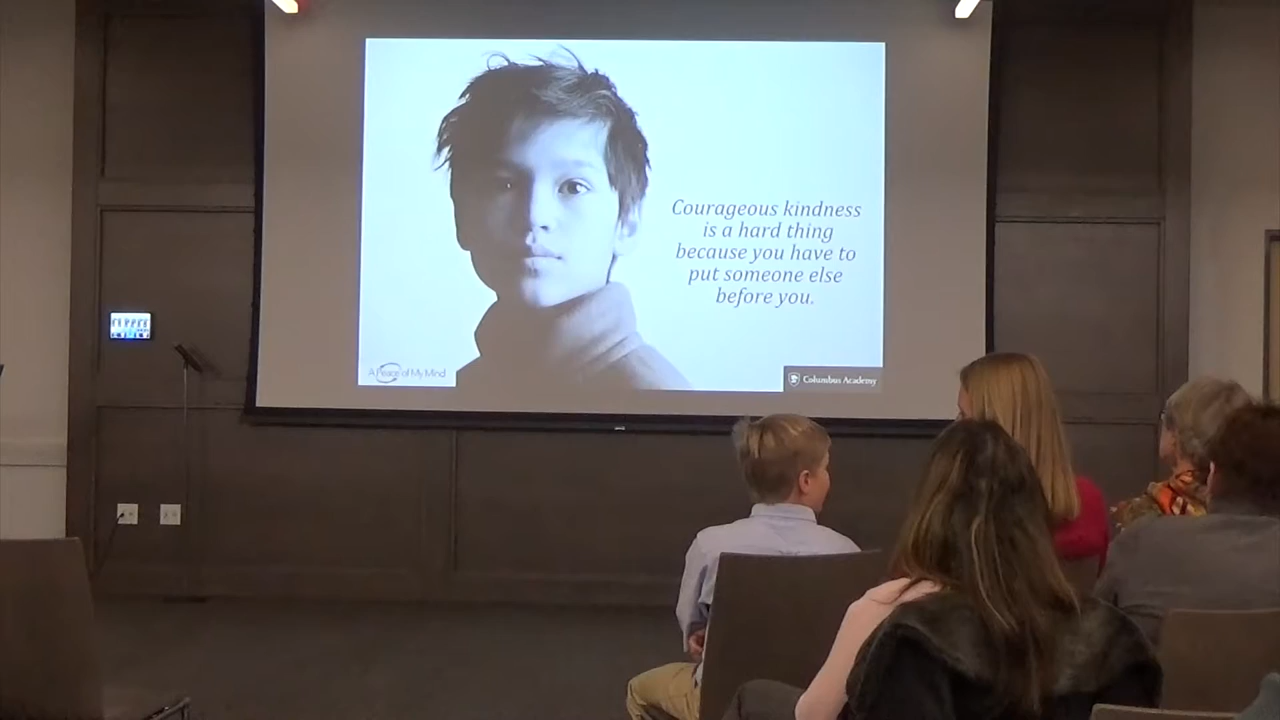 Courageous kindness
is a hard thing
because you have to
put someone else
before you.
A Peace of My Mind
Columbus Academy